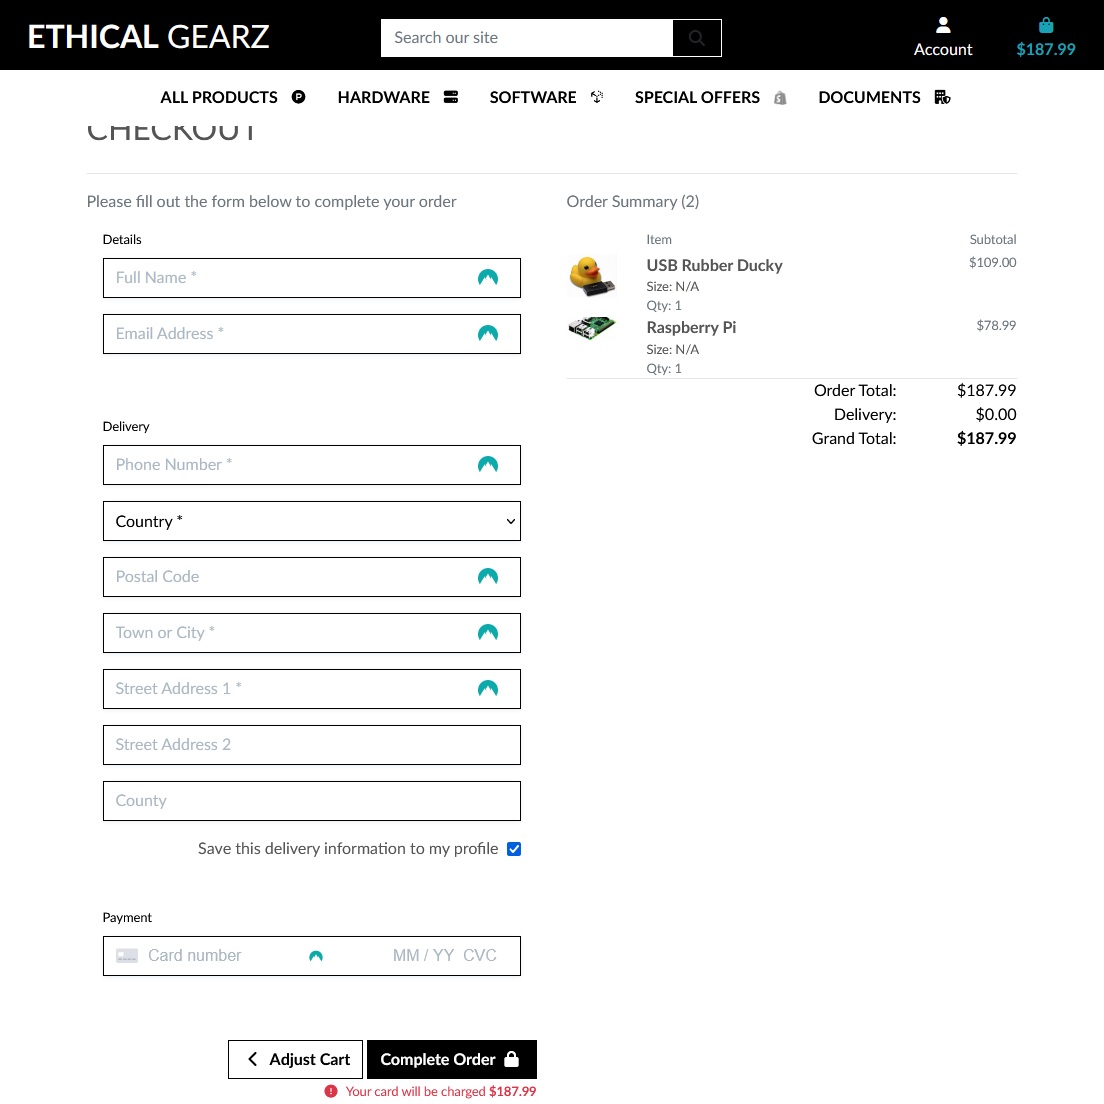 ETHICAL GEARZ
Search our site
Account
$187.99
ALL PRODUCTS HARDWARE SOFTWARE SPECIAL OFFERS DOCUMENTS
CHECKOUT
Please fill out the form below to complete your order
Details
Full Name *
Email Address *
Delivery
Phone Number *
Country *
Postal Code
Town or City *
Street Address 1 *
Street Address 2
County
Save this delivery information to my profile
Payment
Card number MM / YY CVC
Adjust Cart Complete Order
Your card will be charged $187.99
Order Summary (2)
Item Subtotal
USB Rubber Ducky $109.00
Size: N/A
Qty: 1
Raspberry Pi $78.99
Size: N/A
Qty: 1
Order Total: $187.99
Delivery: $0.00
Grand Total: $187.99